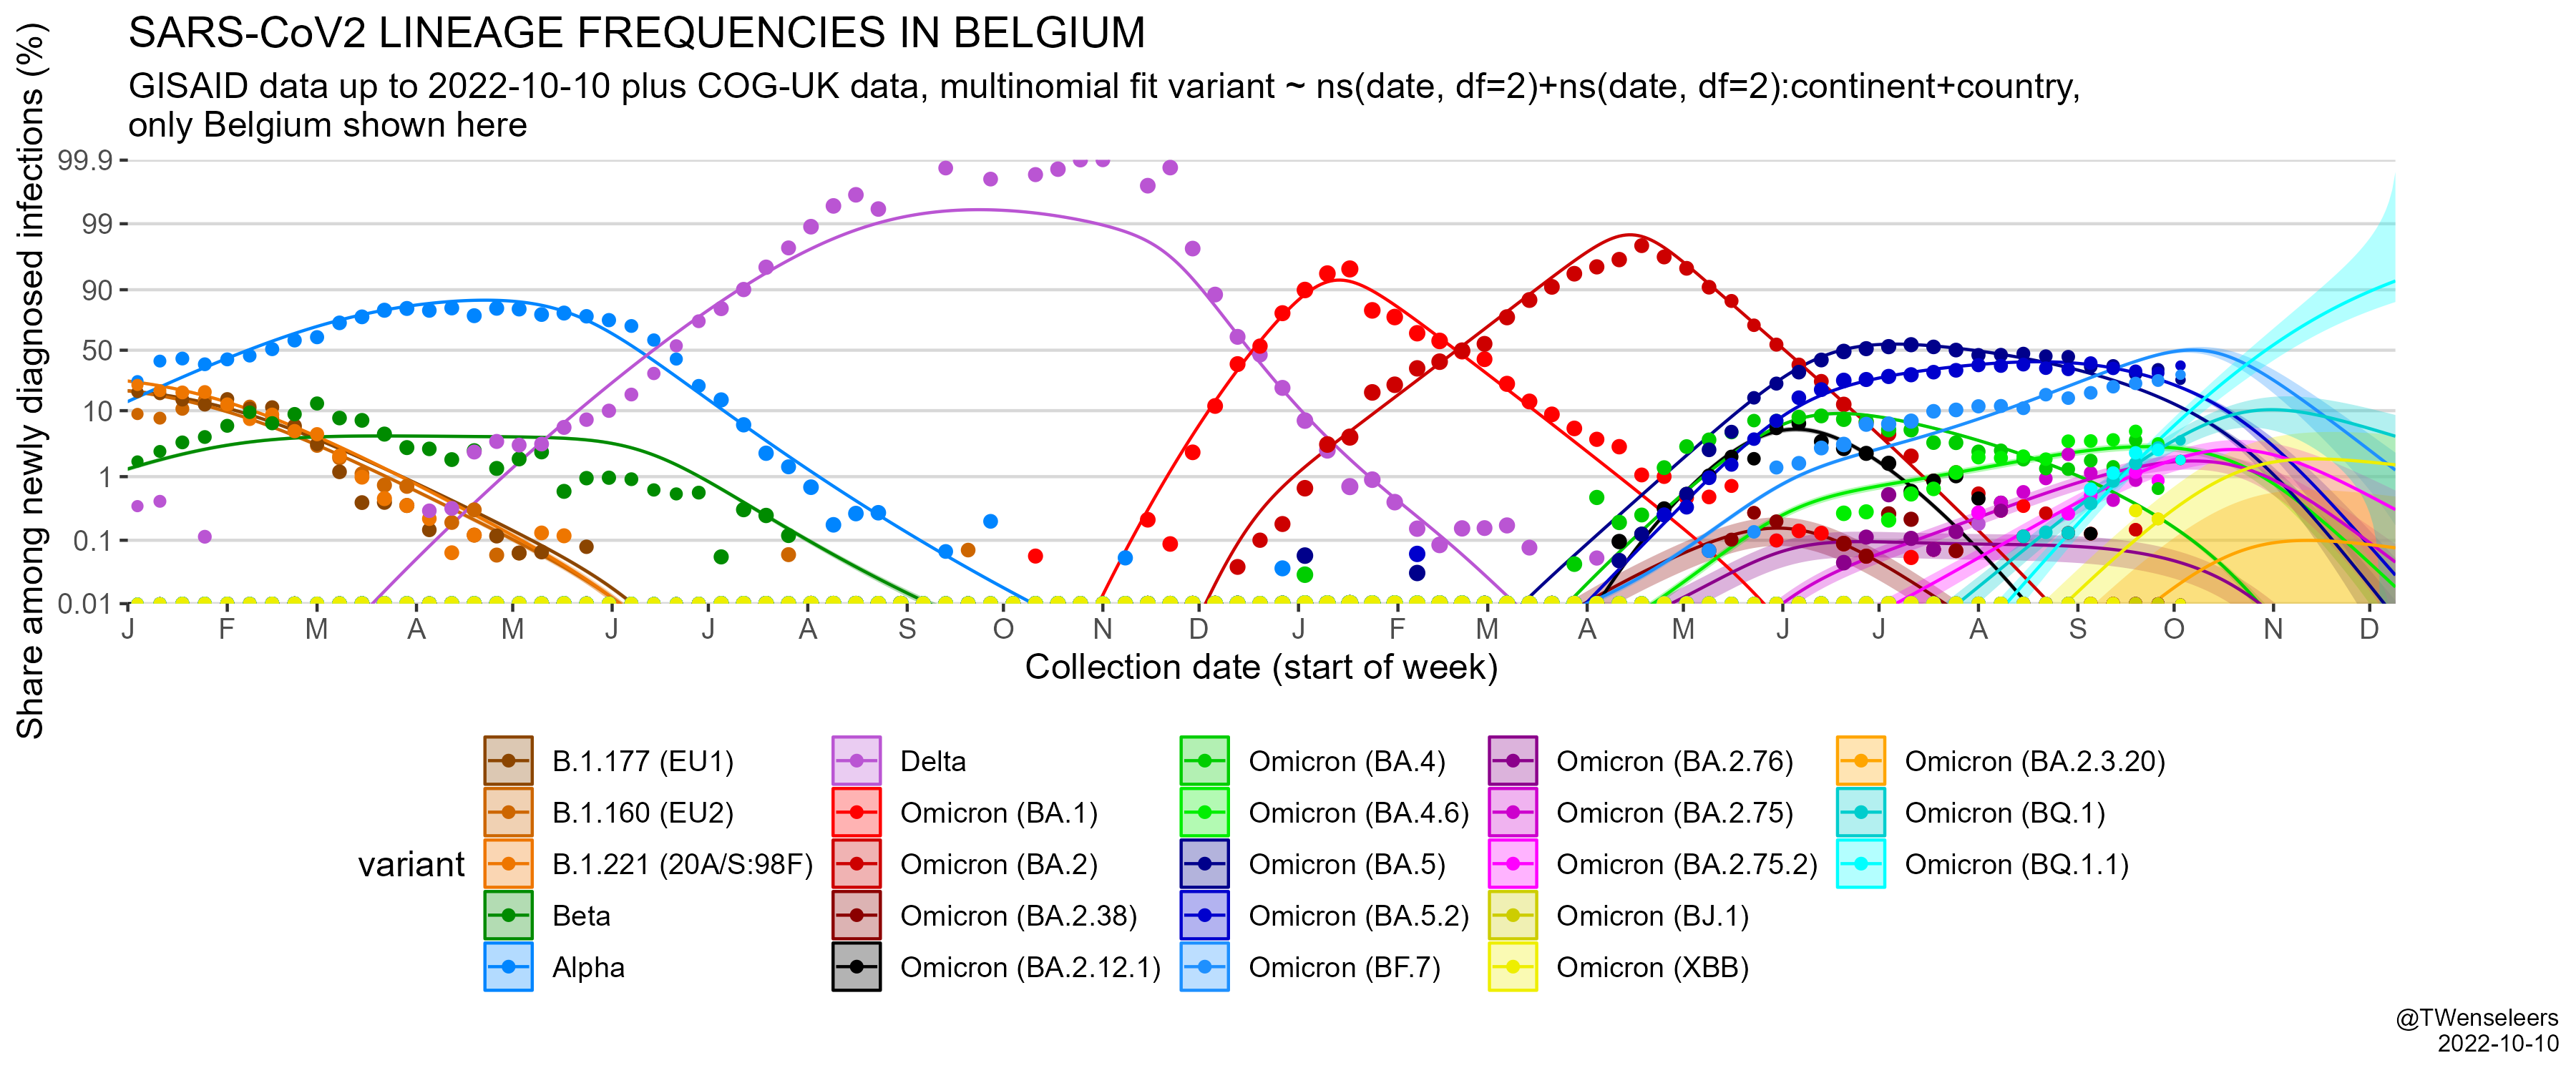 SARS-CoV2 LINEAGE FREQUENCIES IN BELGIUM
GISAID data up to 2022-10-10 plus COG-UK data, multinomial fit variant ~ ns(date, df=2)+ns(date, df=2):continent+country,
only Belgium shown here
Share among newly diagnosed infections (%)
99.9
99
90
50
10
1
0.1
0.01
J F M A M J J A S O N D J F M A M J J A S O N D
Collection date (start of week)
variant
B.1.177 (EU1)
B.1.160 (EU2)
B.1.221 (20A/S:98F)
Beta
Alpha
Delta
Omicron (BA.1)
Omicron (BA.2)
Omicron (BA.2.38)
Omicron (BA.2.12.1)
Omicron (BA.4)
Omicron (BA.4.6)
Omicron (BA.5)
Omicron (BA.5.2)
Omicron (BF.7)
Omicron (BA.2.76)
Omicron (BA.2.75)
Omicron (BA.2.75.2)
Omicron (BJ.1)
Omicron (XBB)
Omicron (BA.2.3.20)
Omicron (BQ.1)
Omicron (BQ.1.1)
@TWenseleers
2022-10-10